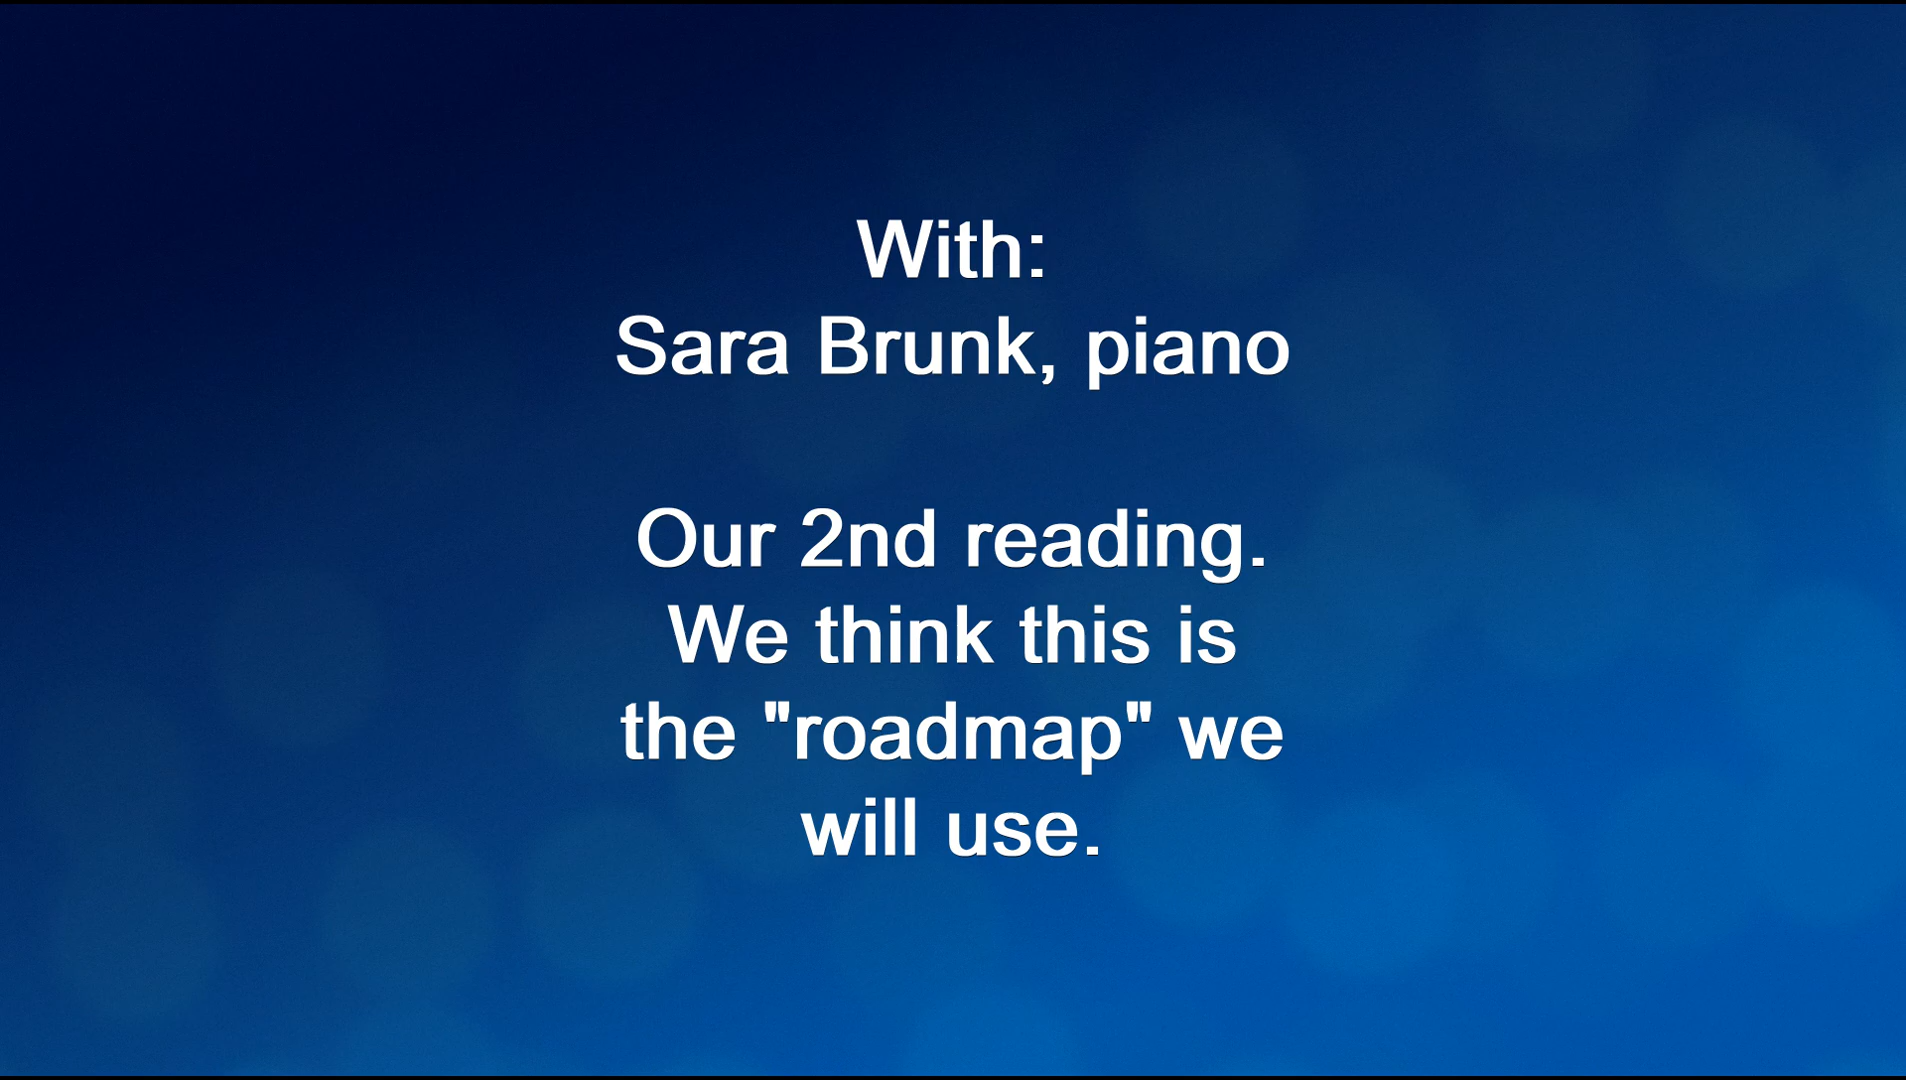 With:
Sara Brunk, piano
Our 2nd reading.
We think this is
the "roadmap" we
will use.